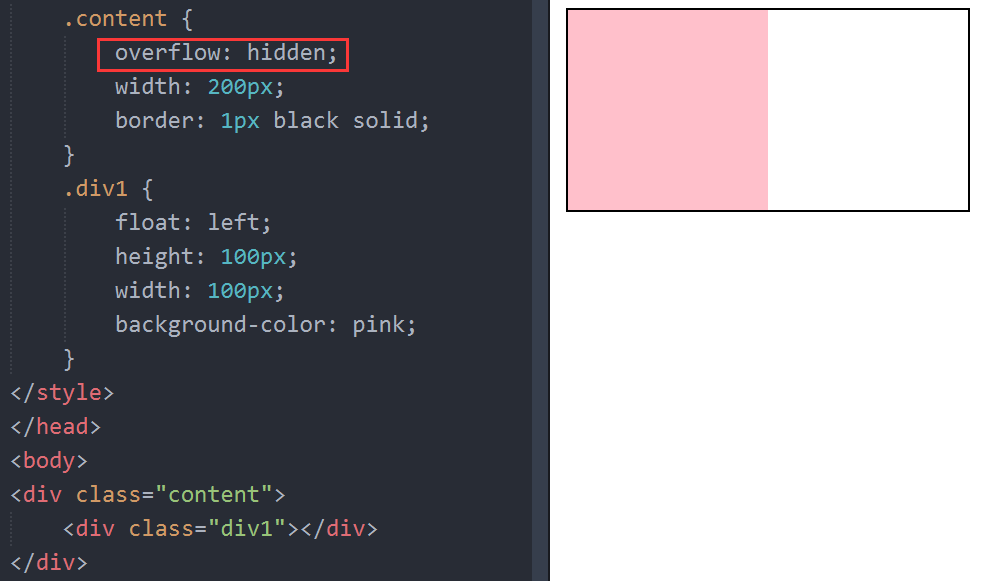 .content {
overflow: hidden;
width: 200px;
border: 1px black solid;
}
.div1 {
float: left;
height: 100px;
width: 100px;
background-color: pink;
}
</style>
</head>
<body>
<div class="content">
<div class="div1"></div>
</div>